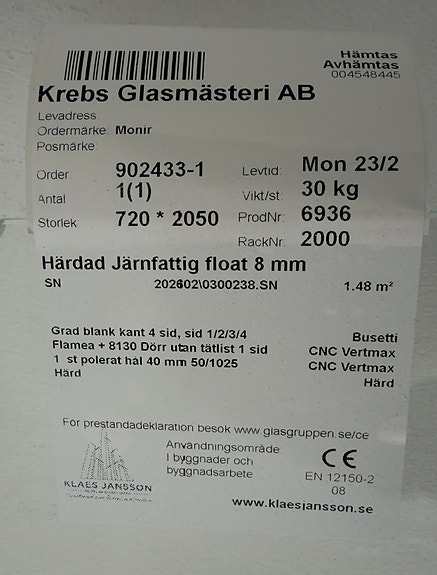 Hämtas
Avhämtas
004548445
Krebs Glasmästeri AB
Levadress
Ordermärke: Monir
Posmärke:
Order 902433-1 Levtid: Mon 23/2
Antal 1(1) Vikt/st: 30 kg
Storlek 720 * 2050 ProdNr: 6936
RackNr: 2000
Härdad Järnfattig float 8 mm
SN 202602\0300238.SN 1.48 m²
Grad blank kant 4 sid, sid 1/2/3/4 Busetti
Flamea + 8130 Dörr utan tätlist 1 sid CNC Vertmax
1 st polerat hål 40 mm 50/1025 CNC Vertmax
Härd Härd
För prestandadeklaration besök www.glasgruppen.se/ce
Användningsområde:
I byggnader och
byggnadsarbete
CE
EN 12150-2
08
KLAES JANSSON
www.klaesjansson.se